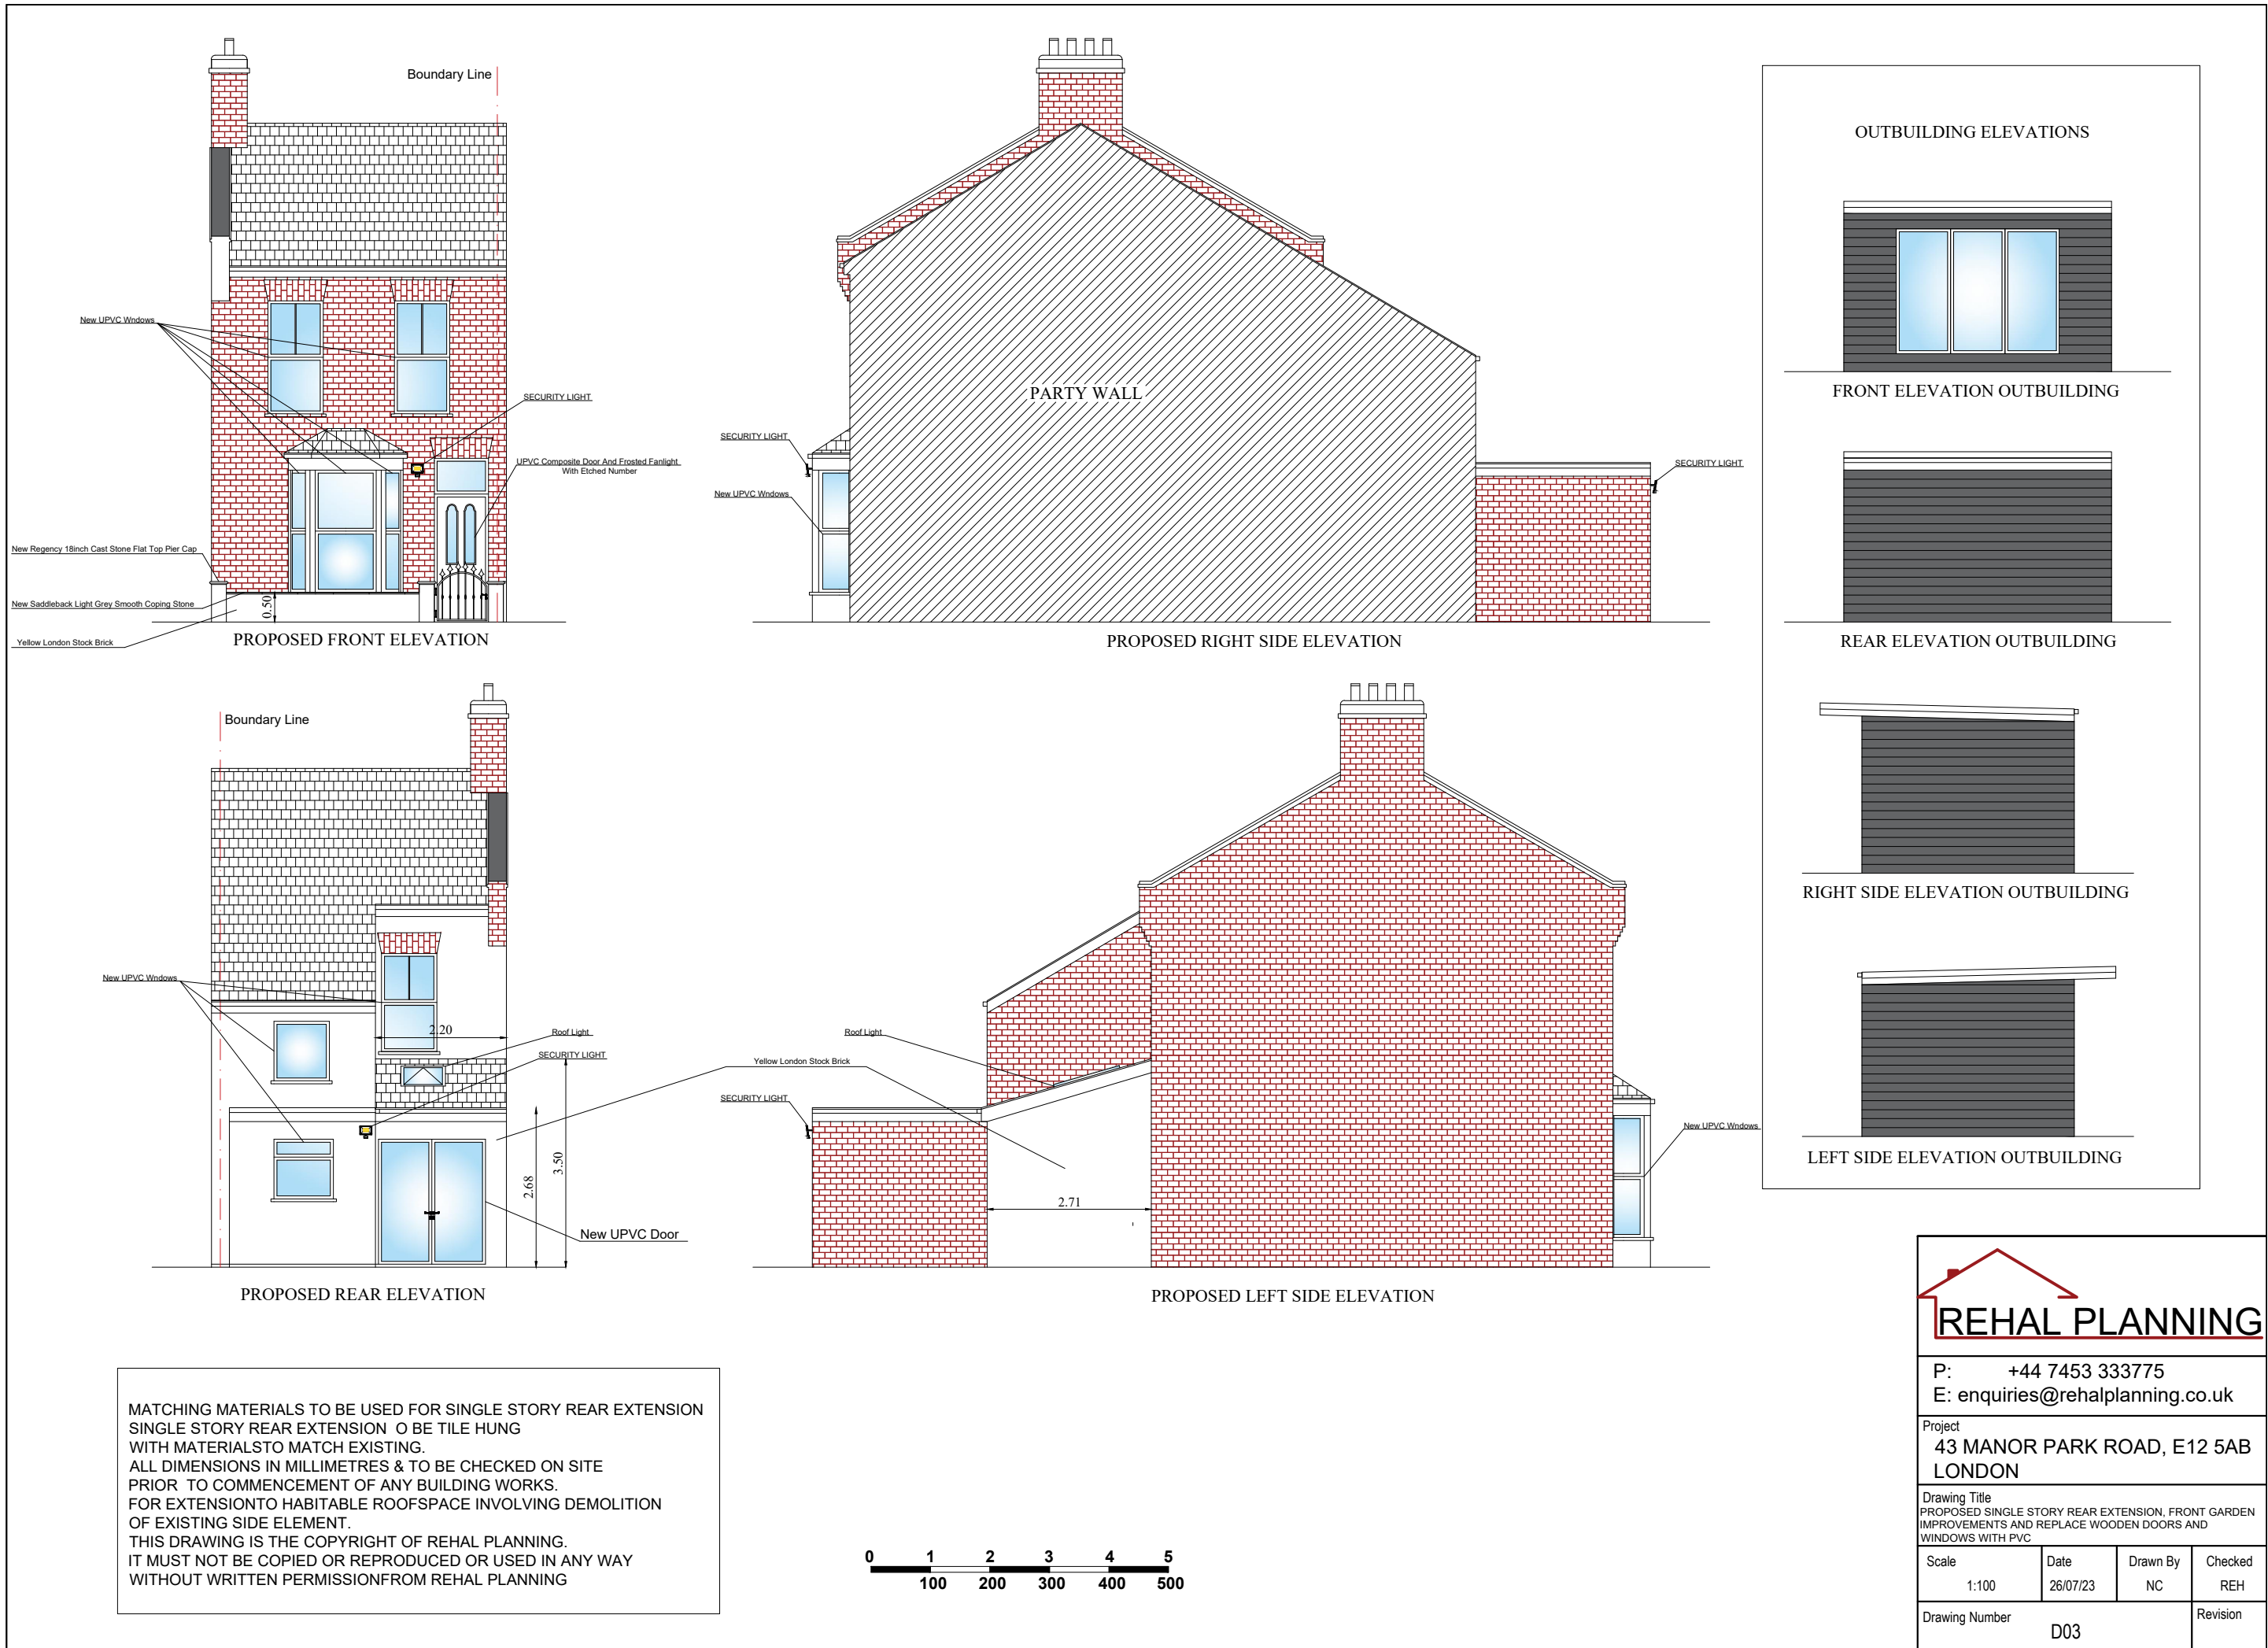 Boundary Line
New UPVC Wndows
SECURITY LIGHT
UPVC Composite Door And Frosted Fanlight
With Etched Number
New Regency 18inch Cast Stone Flat Top Pier Cap
New Saddleback Light Grey Smooth Coping Stone
0.50
Yellow London Stock Brick
PROPOSED FRONT ELEVATION
PARTY WALL
SECURITY LIGHT
New UPVC Wndows
SECURITY LIGHT
PROPOSED RIGHT SIDE ELEVATION
OUTBUILDING ELEVATIONS
FRONT ELEVATION OUTBUILDING
REAR ELEVATION OUTBUILDING
RIGHT SIDE ELEVATION OUTBUILDING
LEFT SIDE ELEVATION OUTBUILDING
Boundary Line
New UPVC Wndows
2.20
Roof Light
SECURITY LIGHT
2.68
3.50
New UPVC Door
PROPOSED REAR ELEVATION
Yellow London Stock Brick
Roof Light
SECURITY LIGHT
2.71
New UPVC Wndows
PROPOSED LEFT SIDE ELEVATION
MATCHING MATERIALS TO BE USED FOR SINGLE STORY REAR EXTENSION
SINGLE STORY REAR EXTENSION O BE TILE HUNG
WITH MATERIALSTO MATCH EXISTING.
ALL DIMENSIONS IN MILLIMETRES & TO BE CHECKED ON SITE
PRIOR TO COMMENCEMENT OF ANY BUILDING WORKS.
FOR EXTENSIONTO HABITABLE ROOFSPACE INVOLVING DEMOLITION
OF EXISTING SIDE ELEMENT.
THIS DRAWING IS THE COPYRIGHT OF REHAL PLANNING.
IT MUST NOT BE COPIED OR REPRODUCED OR USED IN ANY WAY
WITHOUT WRITTEN PERMISSIONFROM REHAL PLANNING
0 1 2 3 4 5
100 200 300 400 500
REHAL PLANNING
P: +44 7453 333775
E: enquiries@rehalplanning.co.uk
Project
43 MANOR PARK ROAD, E12 5AB
LONDON
Drawing Title
PROPOSED SINGLE STORY REAR EXTENSION, FRONT GARDEN
IMPROVEMENTS AND REPLACE WOODEN DOORS AND
WINDOWS WITH PVC
Scale Date Drawn By Checked
1:100 26/07/23 NC REH
Drawing Number Revision
D03